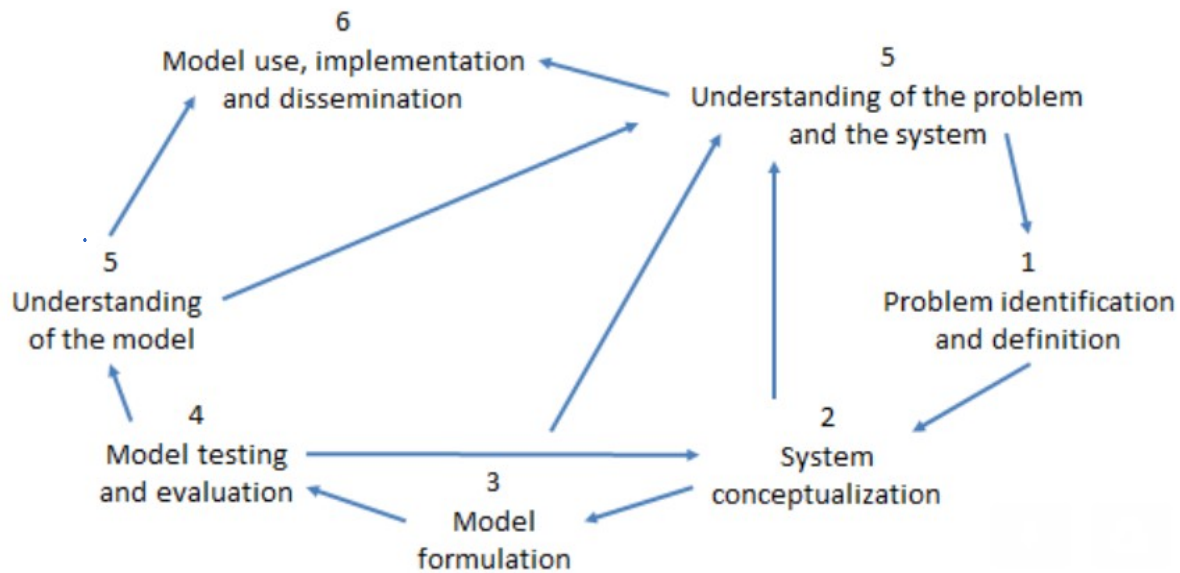 6
Model use, implementation
and dissemination
5
Understanding of the problem
and the system
5
Understanding
of the model
1
Problem identification
and definition
4
Model testing
and evaluation
2
System
conceptualization
3
Model
formulation